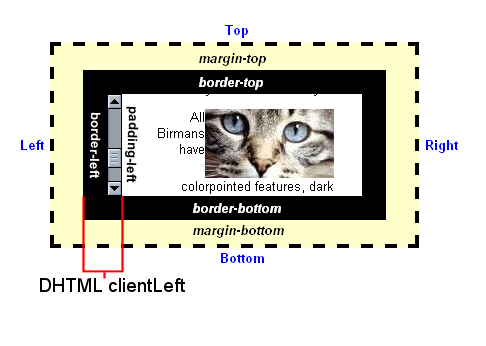 Top
margin-top
border-top
Left
border-left
padding-left
All
Birmans
have
colorpointed features, dark
Right
border-bottom
margin-bottom
Bottom
DHTML clientLeft